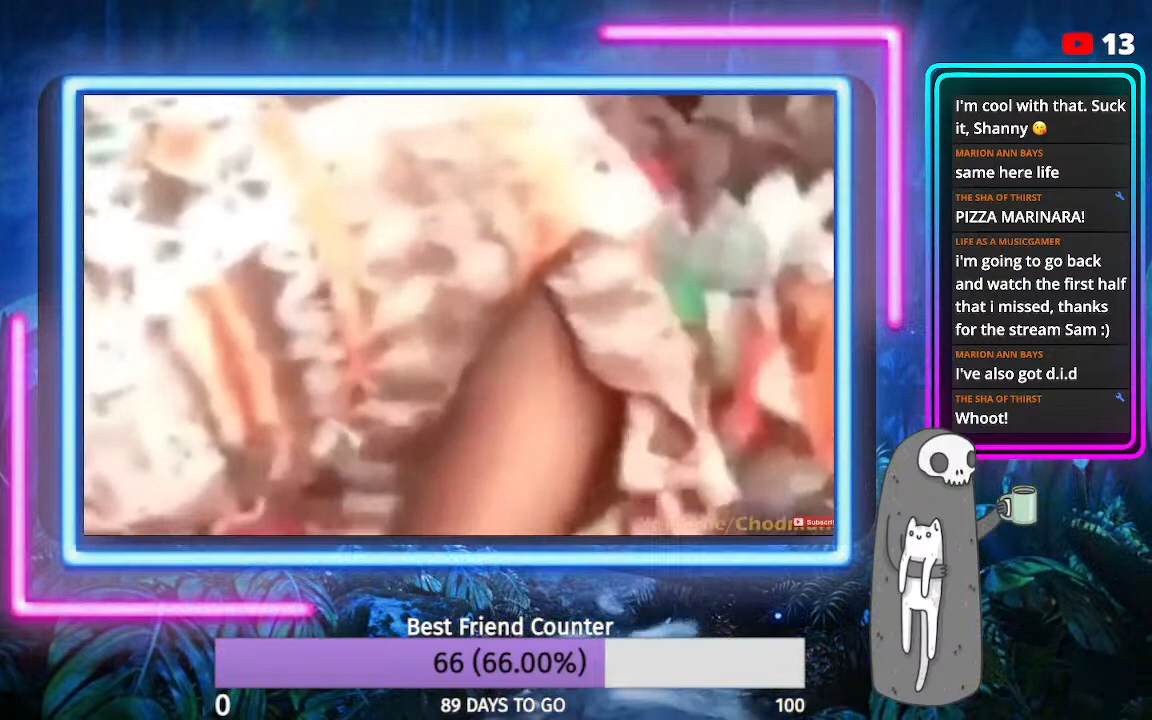 13
I'm cool with that. Suck
it, Shanny
MARION ANN BAYS
same here life
THE SHA OF THIRST
PIZZA MARINARA!
LIFE AS A MUSICGAMER
i'm going to go back
and watch the first half
that i missed, thanks
for the stream Sam :)
MARION ANN BAYS
I've also got d.i.d
THE SHA OF THIRST
Whoot!
Subscri
Best Friend Counter
66 (66.00%)
0
89 DAYS TO GO
100